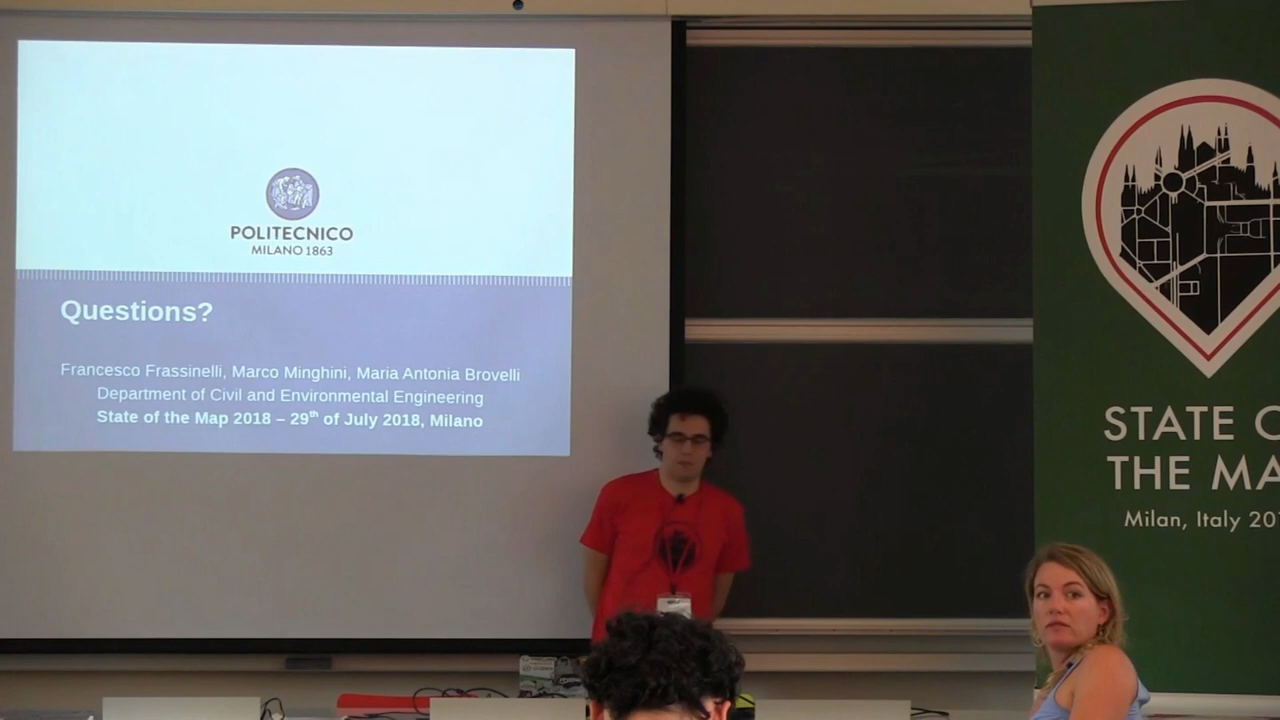 POLITECNICO
MILANO 1863
Questions?
Francesco Frassinelli, Marco Minghini, Maria Antonia Brovelli
Department of Civil and Environmental Engineering
State of the Map 2018 – 29th of July 2018, Milano
STATE
THE MA
Milan, Italy 20